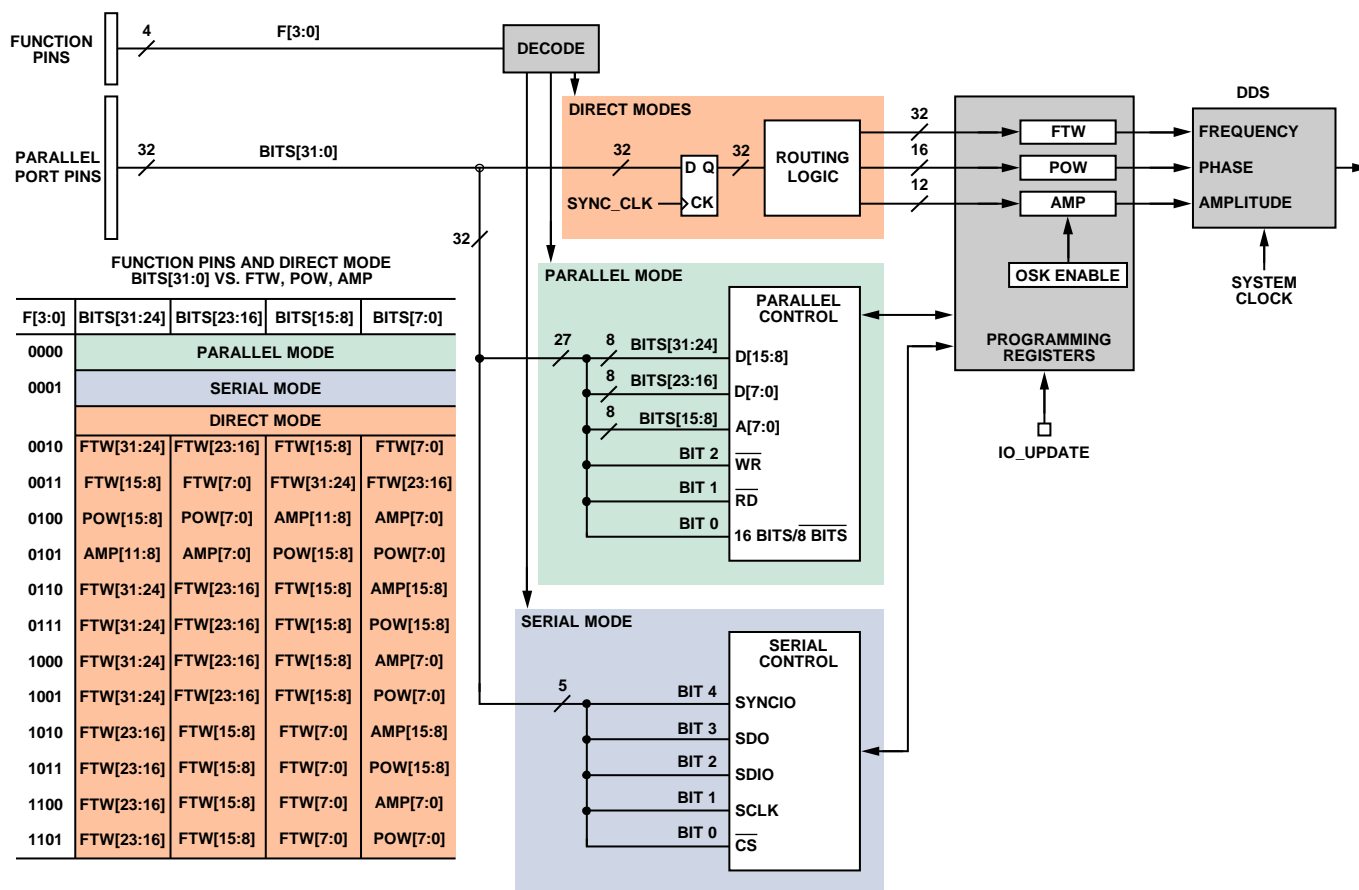 FUNCTION
PINS
4
F[3:0]
DECODE
PARALLEL
PORT PINS
32
BITS[31:0]
32
DIRECT MODES
32
D Q
CK
SYNC_CLK
32
ROUTING
LOGIC
32
16
12
FTW
POW
AMP
OSK ENABLE
PROGRAMMING
REGISTERS
IO_UPDATE
DDS
FREQUENCY
PHASE
AMPLITUDE
SYSTEM
CLOCK
FUNCTION PINS AND DIRECT MODE
BITS[31:0] VS. FTW, POW, AMP
F[3:0] BITS[31:24] BITS[23:16] BITS[15:8] BITS[7:0]
0000 PARALLEL MODE
0001 SERIAL MODE
DIRECT MODE
0010 FTW[31:24] FTW[23:16] FTW[15:8] FTW[7:0]
0011 FTW[15:8] FTW[7:0] FTW[31:24] FTW[23:16]
0100 POW[15:8] POW[7:0] AMP[11:8] AMP[7:0]
0101 AMP[11:8] AMP[7:0] POW[15:8] POW[7:0]
0110 FTW[31:24] FTW[23:16] FTW[15:8] AMP[15:8]
0111 FTW[31:24] FTW[23:16] FTW[15:8] POW[15:8]
1000 FTW[31:24] FTW[23:16] FTW[15:8] AMP[7:0]
1001 FTW[31:24] FTW[23:16] FTW[15:8] POW[7:0]
1010 FTW[23:16] FTW[15:8] FTW[7:0] AMP[15:8]
1011 FTW[23:16] FTW[15:8] FTW[7:0] POW[15:8]
1100 FTW[23:16] FTW[15:8] FTW[7:0] AMP[7:0]
1101 FTW[23:16] FTW[15:8] FTW[7:0] POW[7:0]
PARALLEL MODE
PARALLEL
CONTROL
27
8 BITS[31:24] D[15:8]
8 BITS[23:16] D[7:0]
8 BITS[15:8] A[7:0]
BIT 2 WR
BIT 1 RD
BIT 0 16 BITS/8 BITS
SERIAL MODE
SERIAL
CONTROL
5
BIT 4 SYNCIO
BIT 3 SDO
BIT 2 SDIO
BIT 1 SCLK
BIT 0 CS